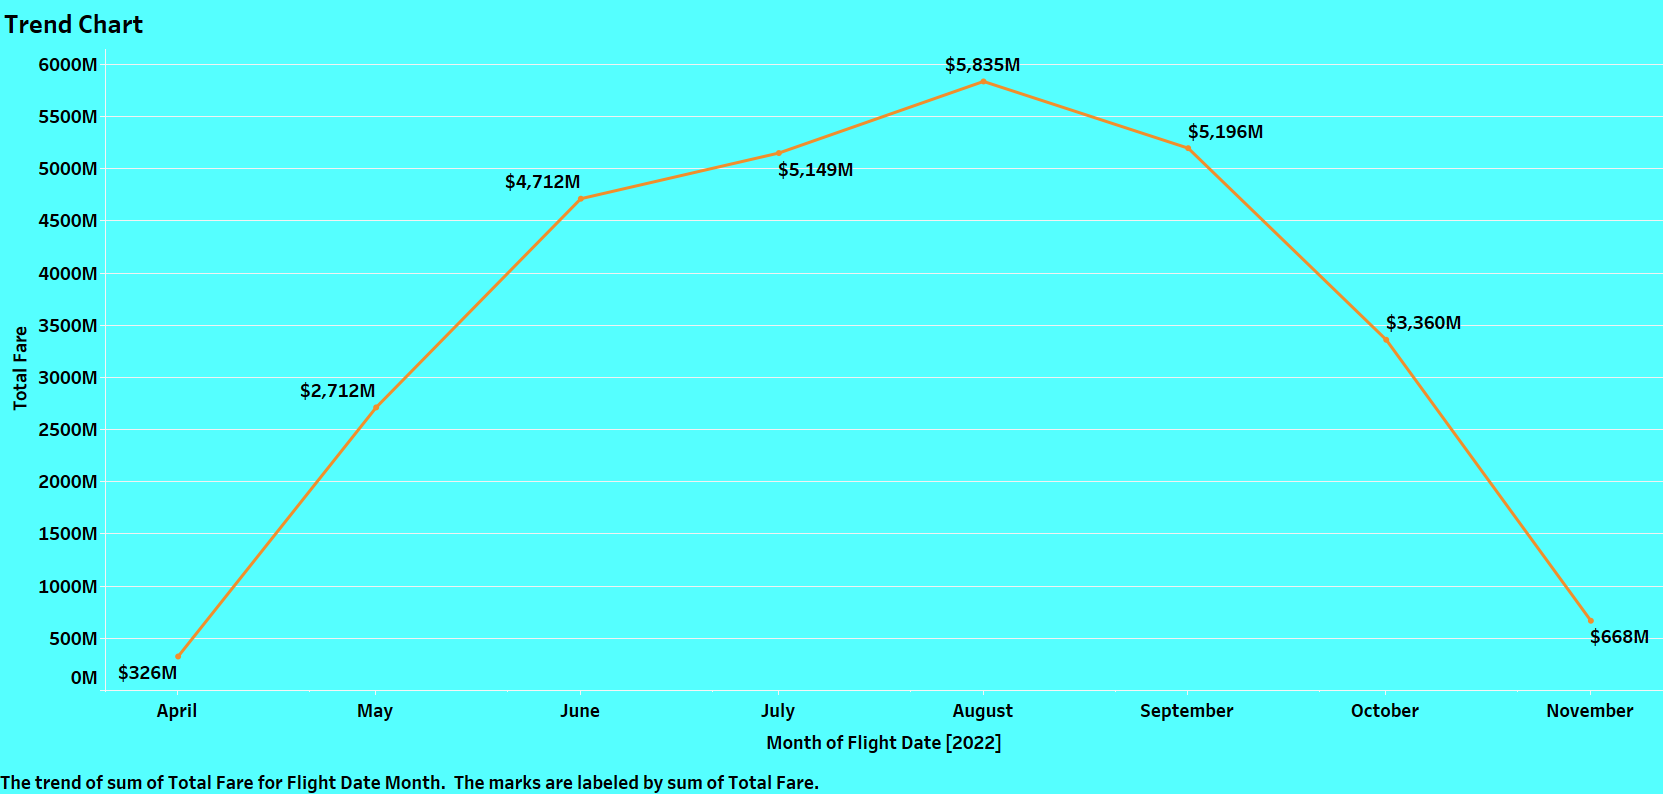 Trend Chart
6000M
$5,835M
5500M
$5,196M
5000M
$5,149M
$4,712M
4500M
4000M
3500M
$3,360M
Total Fare
3000M
$2,712M
2500M
2000M
1500M
1000M
500M
$668M
$326M
0M
April May June July August September October November
Month of Flight Date [2022]
The trend of sum of Total Fare for Flight Date Month.  The marks are labeled by sum of Total Fare.